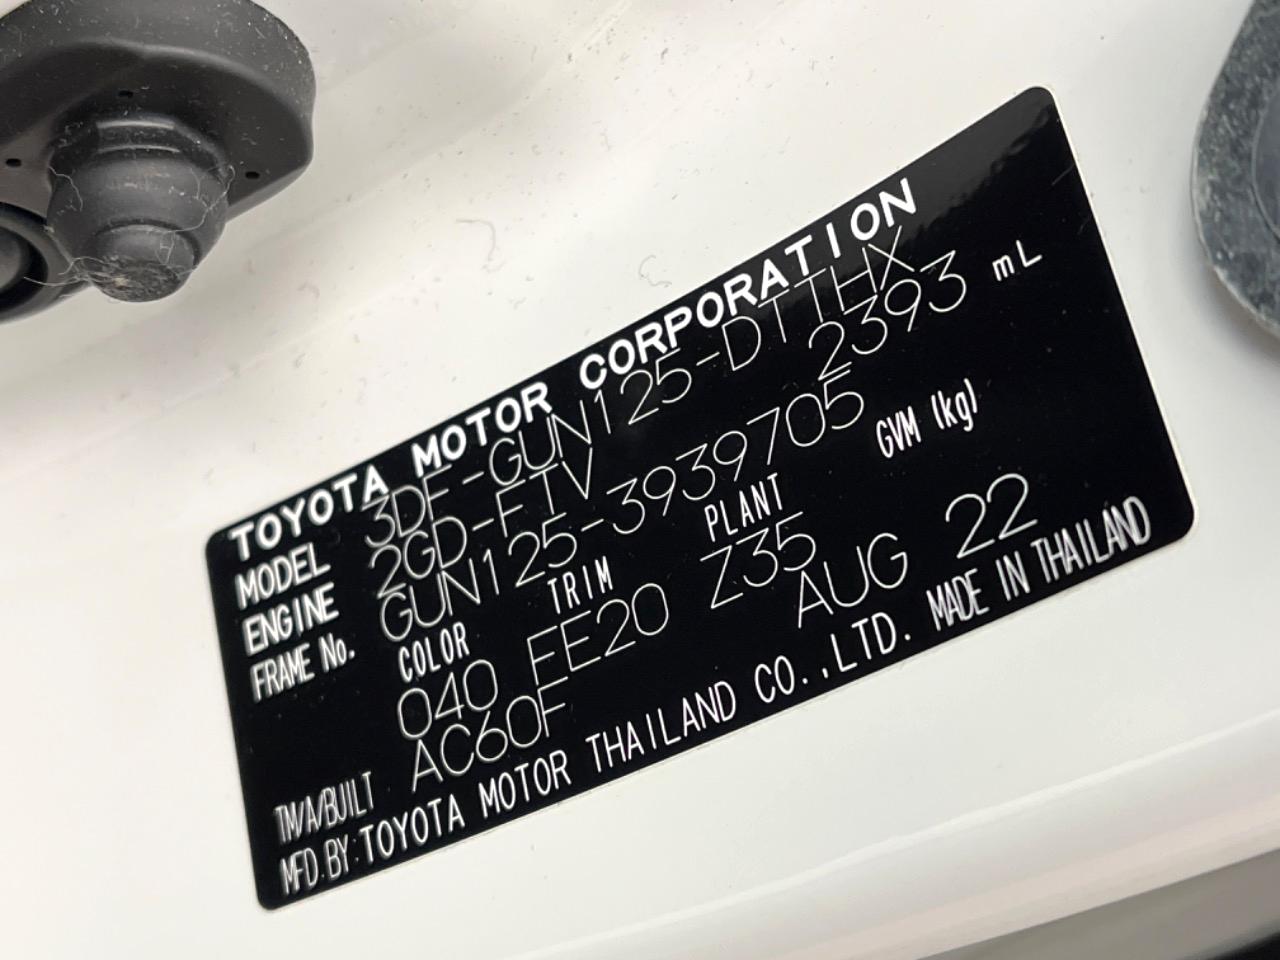 TOYOTA MOTOR CORPORATION
MODEL 3DF-GUN125-DTTHX
ENGINE 2GD-FTV 2393 mL
FRAME No. GUN125-3939705
COLOR TRIM PLANT GVM (kg)
040 FE20 Z35
TM/A/BUILT AC60F AUG 22
MFD.BY:TOYOTA MOTOR THAILAND CO.,LTD. MADE IN THAILAND